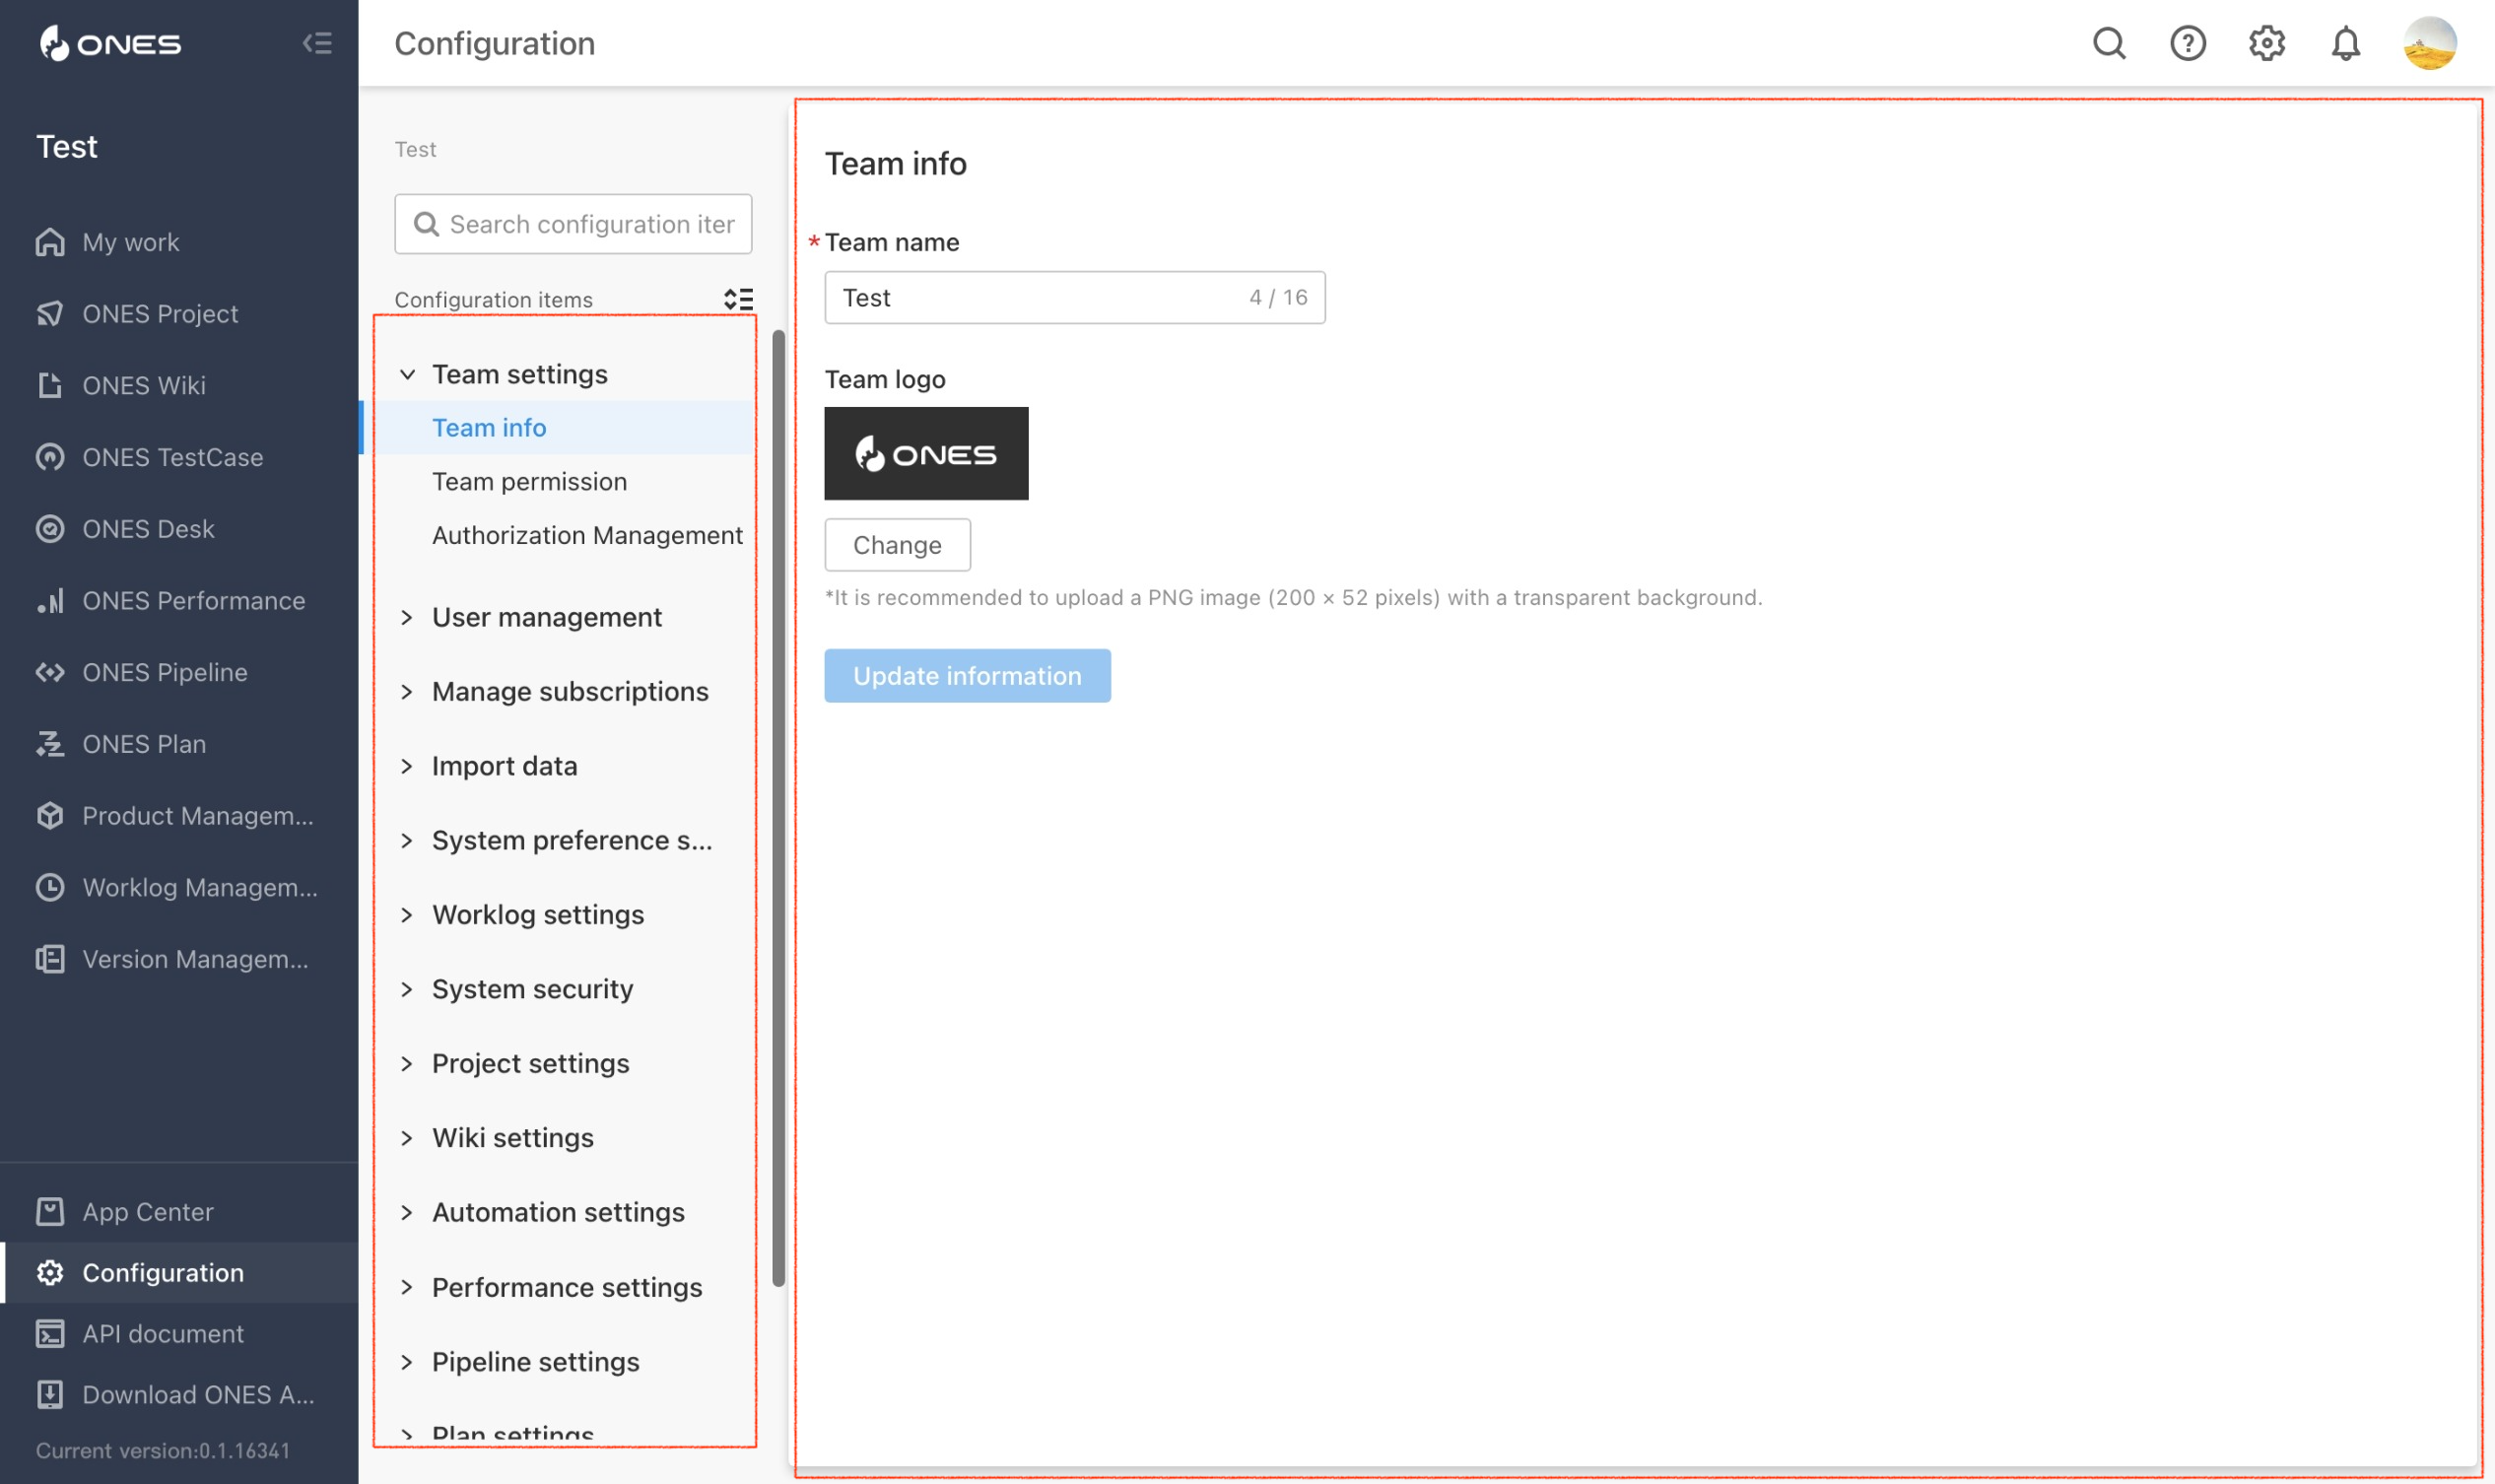 ONES
Configuration
Test
My work
ONES Project
ONES Wiki
ONES TestCase
ONES Desk
ONES Performance
ONES Pipeline
ONES Plan
Product Managem...
Worklog Managem...
Version Managem...
App Center
Configuration
API document
Download ONES A...
Current version:0.1.16341
Test
Search configuration iter
Configuration items
Team settings
Team info
Team permission
Authorization Management
User management
Manage subscriptions
Import data
System preference s...
Worklog settings
System security
Project settings
Wiki settings
Automation settings
Performance settings
Pipeline settings
Plan settings
Team info
* Team name
Test 4 / 16
Team logo
ONES
Change
*It is recommended to upload a PNG image (200 × 52 pixels) with a transparent background.
Update information